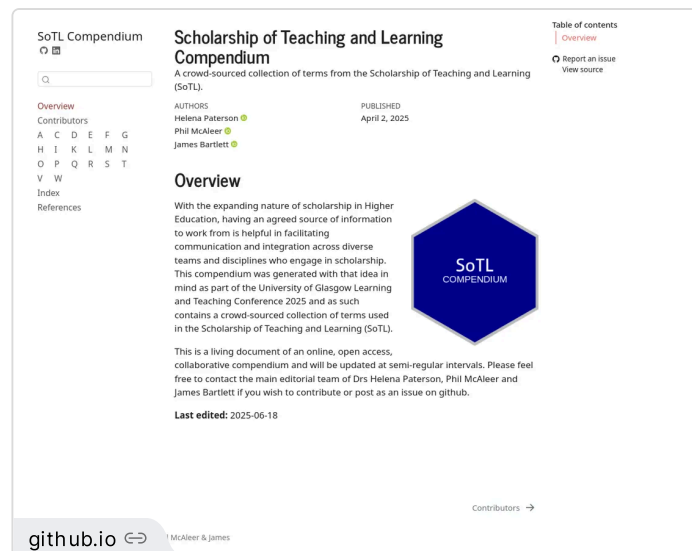 SoTL Compendium
Overview
Contributors
A C D E F G
H I K L M N
O P Q R S T
V W
Index
References
Scholarship of Teaching and Learning
Compendium
A crowd-sourced collection of terms from the Scholarship of Teaching and Learning
(SoTL).
AUTHORS
Helena Paterson
Phil McAleer
James Bartlett
PUBLISHED
April 2, 2025
Overview
With the expanding nature of scholarship in Higher
Education, having an agreed source of information
to work from is helpful in facilitating
communication and integration across diverse
teams and disciplines who engage in scholarship.
This compendium was generated with that idea in
mind as part of the University of Glasgow Learning
and Teaching Conference 2025 and as such
contains a crowd-sourced collection of terms used
in the Scholarship of Teaching and Learning (SoTL).
SoTL
COMPENDIUM
This is a living document of an online, open access,
collaborative compendium and will be updated at semi-regular intervals. Please feel
free to contact the main editorial team of Drs Helena Paterson, Phil McAleer and
James Bartlett if you wish to contribute or post as an issue on github.
Last edited: 2025-06-18
Contributors →
Table of contents
Overview
Report an issue
View source
github.io
McAleer & James